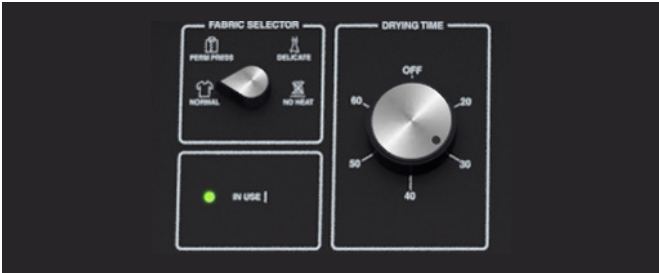 FABRIC SELECTOR
PERM PRESS
DELICATE
NORMAL
NO HEAT
IN USE
DRYING TIME
OFF
60
20
50
30
40